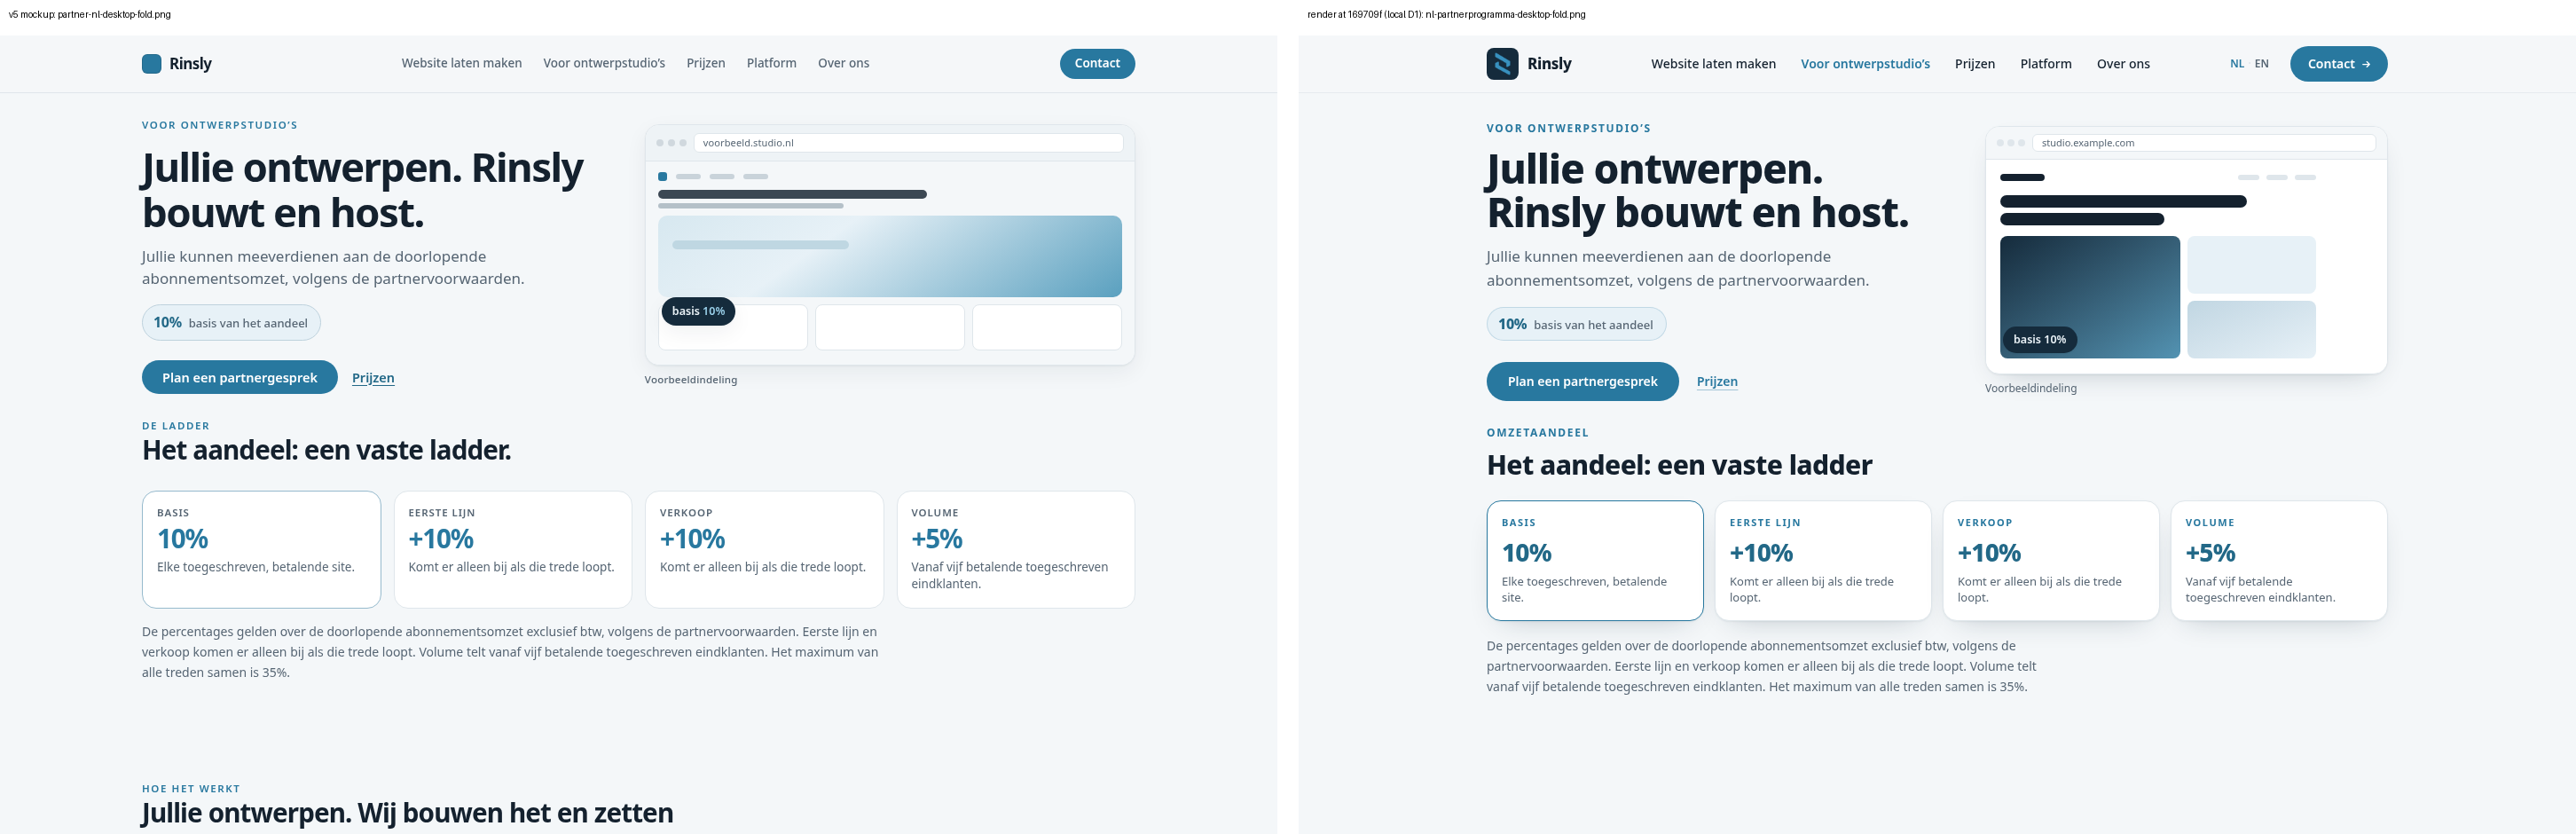 v5 mockup: partner-nl-desktop-fold.png
Rinsly
Website laten maken
Voor ontwerpstudio’s
Prijzen
Platform
Over ons
Contact
VOOR ONTWERPSTUDIO’S
Jullie ontwerpen. Rinsly
bouwt en host.
Jullie kunnen meeverdienen aan de doorlopende
abonnementsomzet, volgens de partnervoorwaarden.
10% basis van het aandeel
Plan een partnergesprek
Prijzen
voorbeeld.studio.nl
basis 10%
Voorbeeldindeling
DE LADDER
Het aandeel: een vaste ladder.
BASIS
10%
Elke toegeschreven, betalende site.
EERSTE LIJN
+10%
Komt er alleen bij als die trede loopt.
VERKOOP
+10%
Komt er alleen bij als die trede loopt.
VOLUME
+5%
Vanaf vijf betalende toegeschreven
eindklanten.
De percentages gelden over de doorlopende abonnementsomzet exclusief btw, volgens de partnervoorwaarden. Eerste lijn en
verkoop komen er alleen bij als die trede loopt. Volume telt vanaf vijf betalende toegeschreven eindklanten. Het maximum van
alle treden samen is 35%.
HOE HET WERKT
Jullie ontwerpen. Wij bouwen het en zetten
render at 169709f (local D1): nl-partnerprogramma-desktop-fold.png
Rinsly
Website laten maken
Voor ontwerpstudio’s
Prijzen
Platform
Over ons
NL · EN
Contact →
VOOR ONTWERPSTUDIO’S
Jullie ontwerpen.
Rinsly bouwt en host.
Jullie kunnen meeverdienen aan de doorlopende
abonnementsomzet, volgens de partnervoorwaarden.
10% basis van het aandeel
Plan een partnergesprek
Prijzen
studio.example.com
basis 10%
Voorbeeldindeling
OMZETAANDEEL
Het aandeel: een vaste ladder
BASIS
10%
Elke toegeschreven, betalende
site.
EERSTE LIJN
+10%
Komt er alleen bij als die trede
loopt.
VERKOOP
+10%
Komt er alleen bij als die trede
loopt.
VOLUME
+5%
Vanaf vijf betalende
toegeschreven eindklanten.
De percentages gelden over de doorlopende abonnementsomzet exclusief btw, volgens de
partnervoorwaarden. Eerste lijn en verkoop komen er alleen bij als die trede loopt. Volume telt
vanaf vijf betalende toegeschreven eindklanten. Het maximum van alle treden samen is 35%.